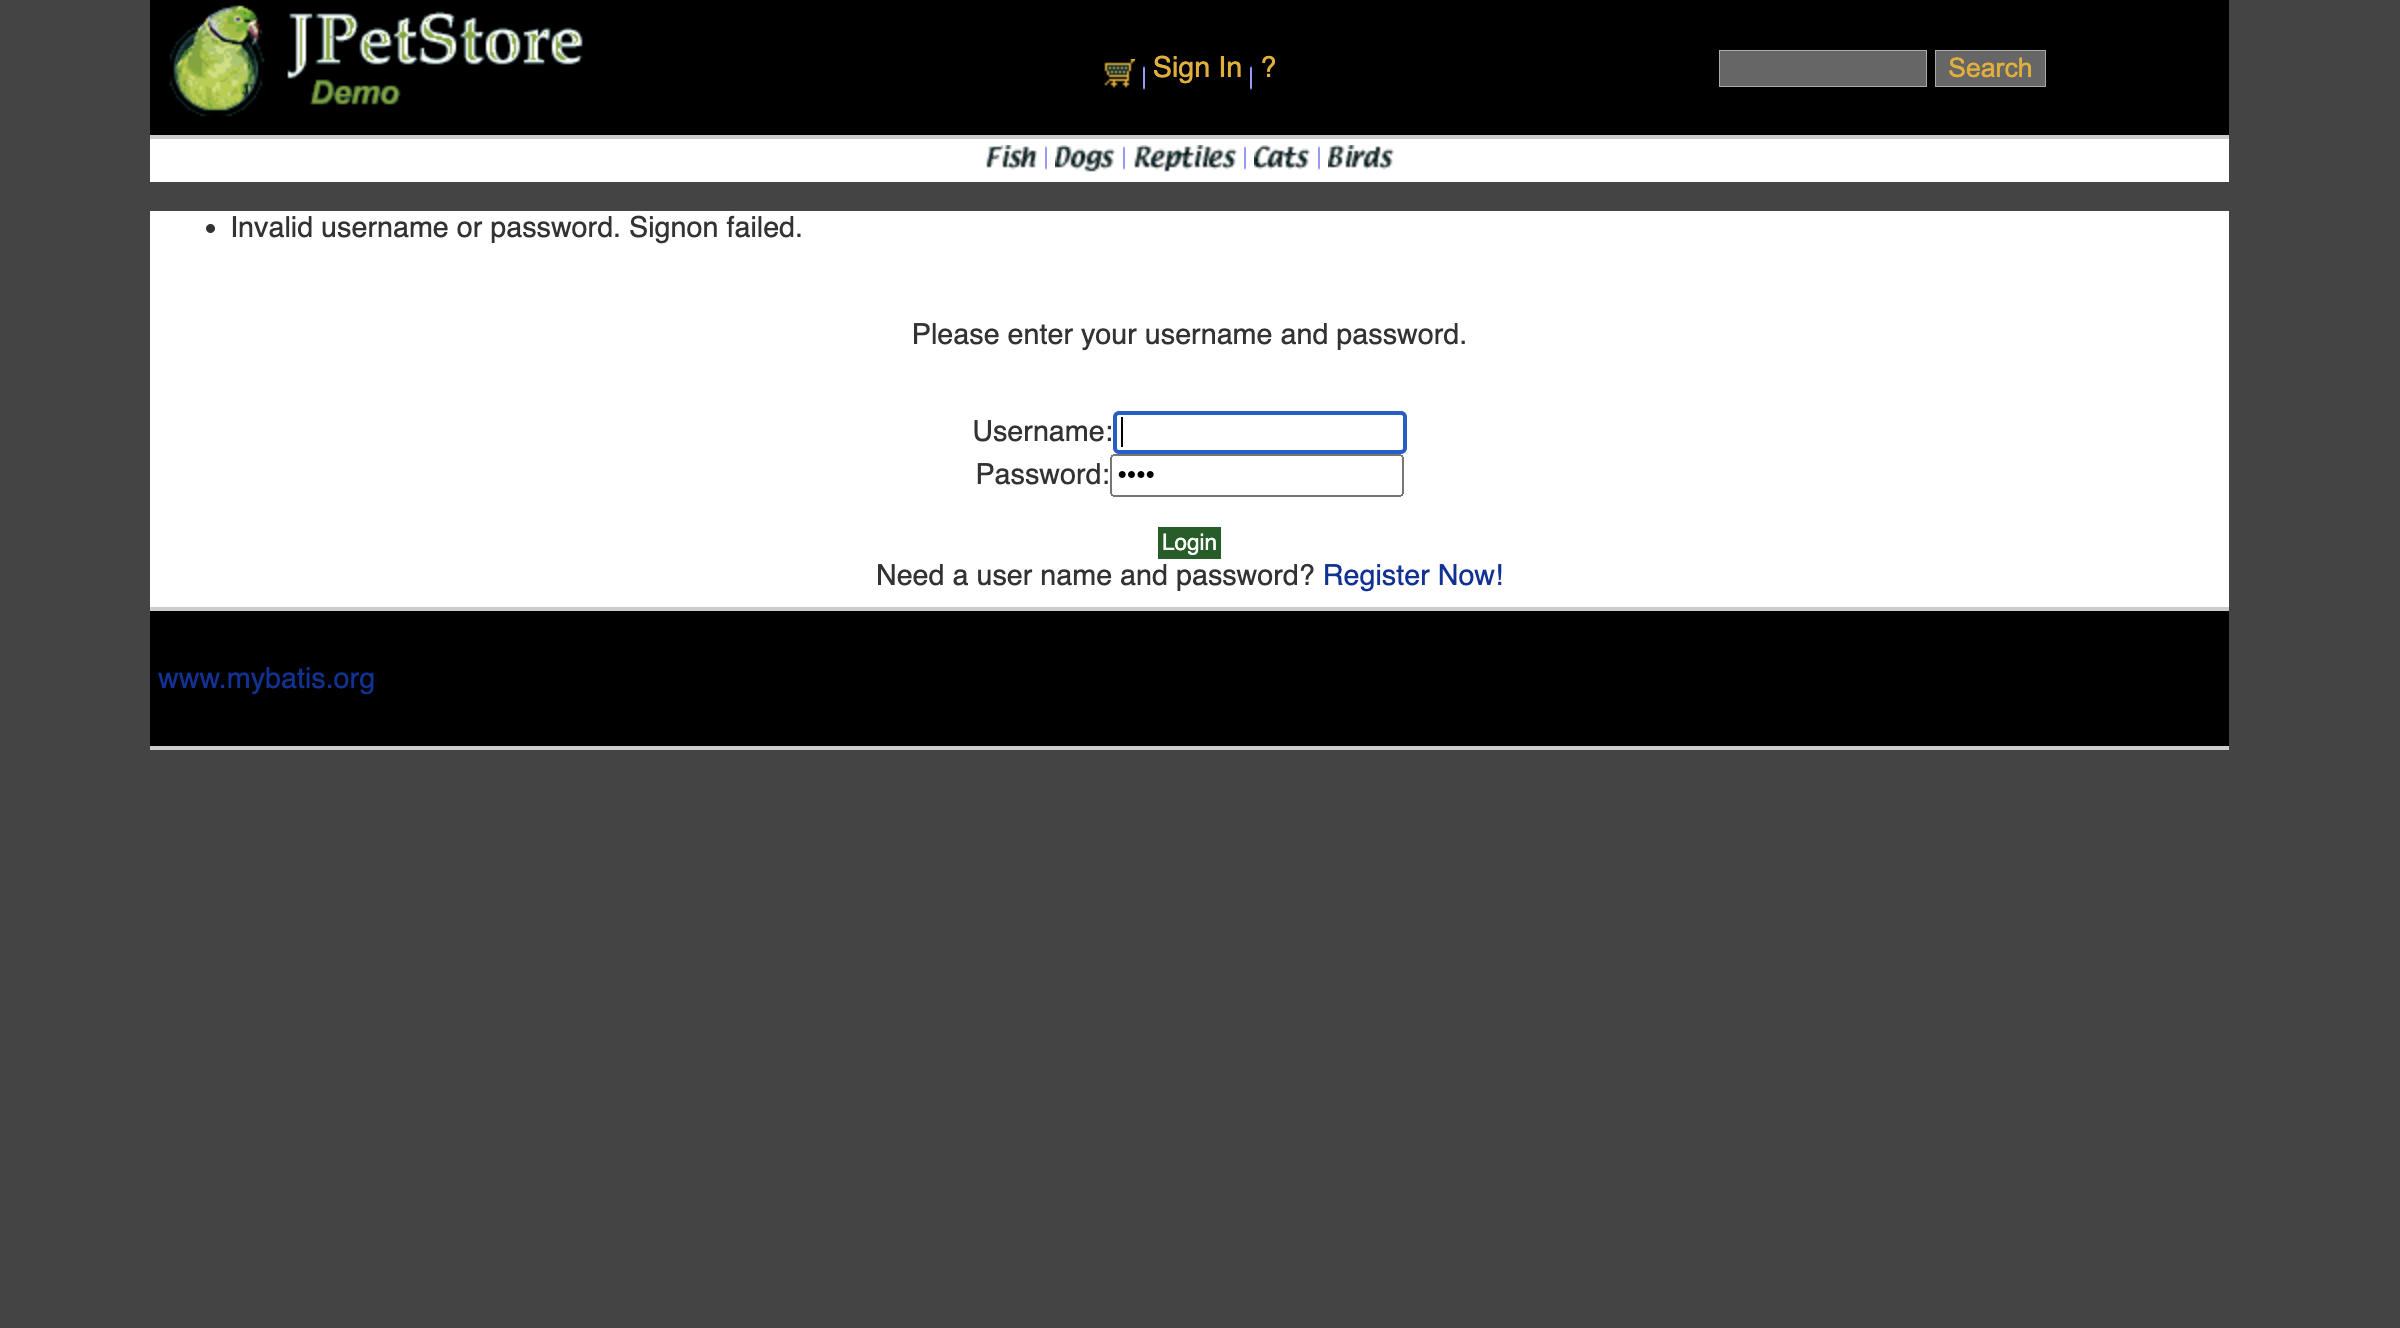 JPetStore
Demo
Sign In | ?
Search
Fish | Dogs | Reptiles | Cats | Birds
• Invalid username or password. Signon failed.
Please enter your username and password.
Username:
Password: ••••
Login
Need a user name and password? Register Now!
www.mybatis.org